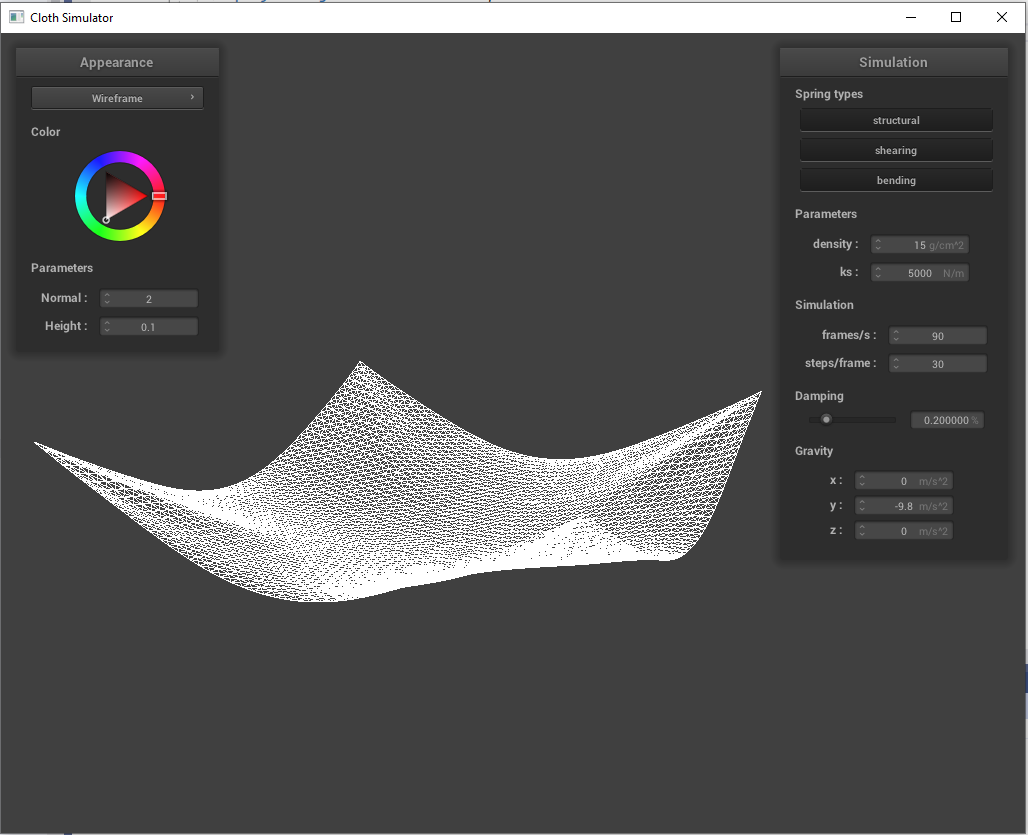 Cloth Simulator
Appearance
Wireframe
Color
Parameters
Normal : 2
Height : 0.1
Simulation
Spring types
structural
shearing
bending
Parameters
density : 15 g/cm^2
ks : 5000 N/m
Simulation
frames/s : 90
steps/frame : 30
Damping
0.200000 %
Gravity
x : 0 m/s^2
y : -9.8 m/s^2
z : 0 m/s^2